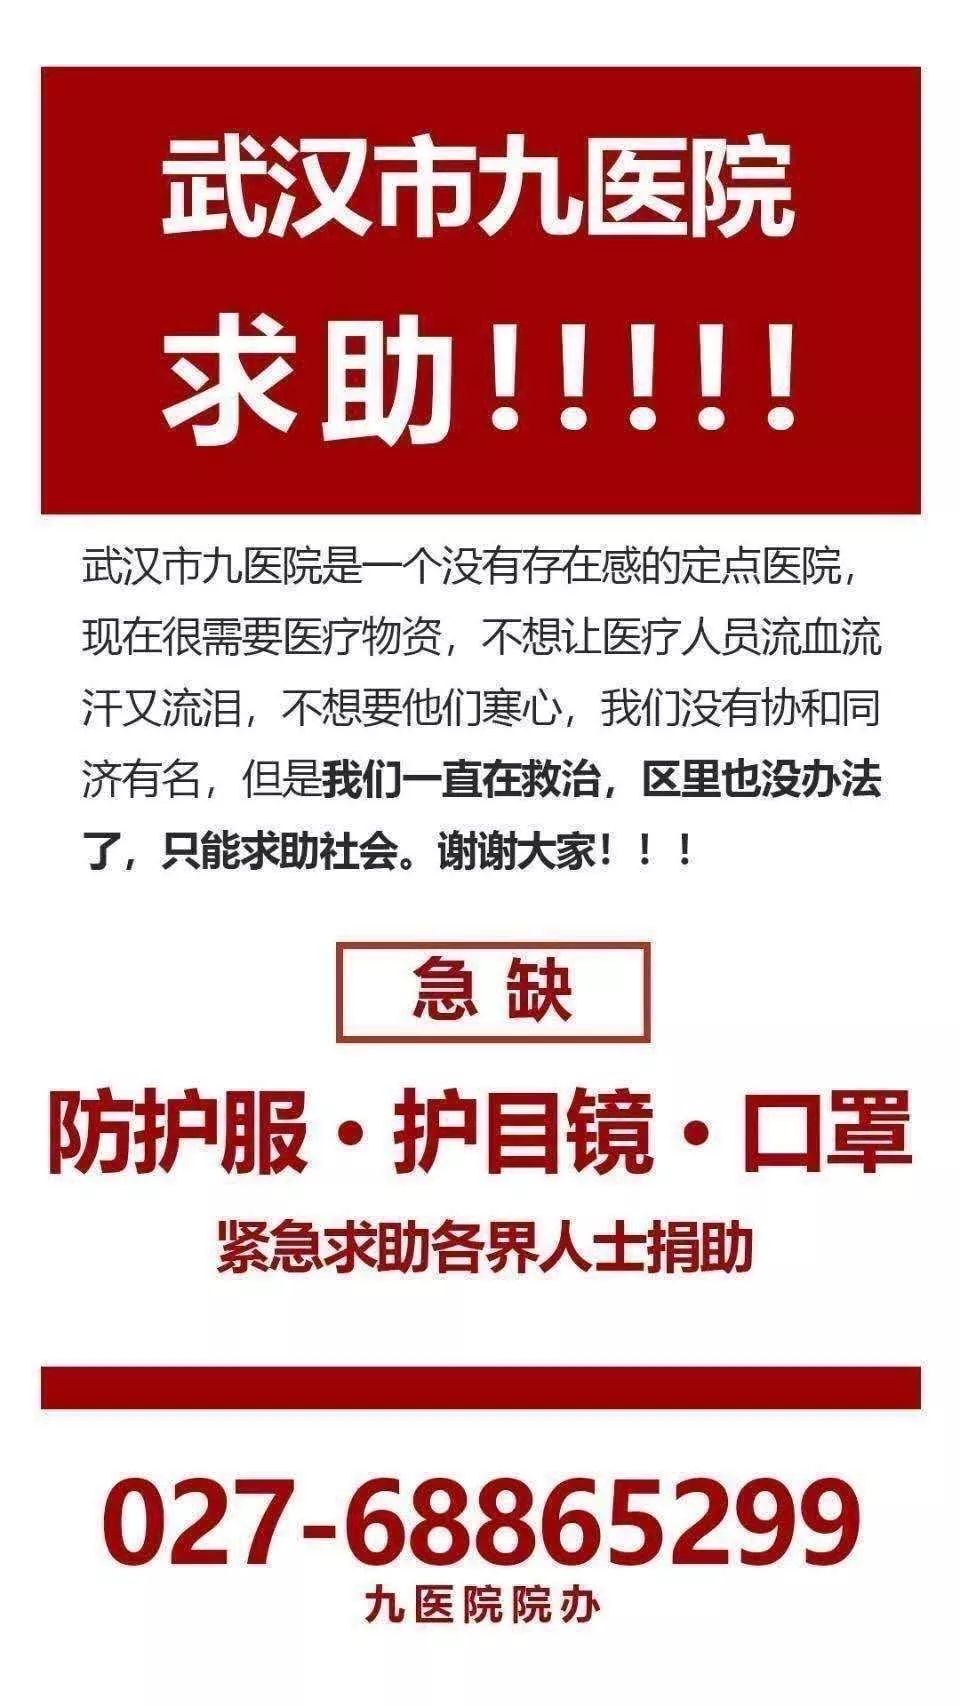 武汉市九医院
求助！！！！！
武汉市九医院是一个没有存在感的定点医院，
现在很需要医疗物资，不想让医疗人员流血流
汗又流泪，不想要他们寒心，我们没有协和同
济有名，但是我们一直在救治，区里也没办法
了，只能求助社会。谢谢大家！！！
急 缺
防护服·护目镜·口罩
紧急求助各界人士捐助
027-68865299
九医院院办